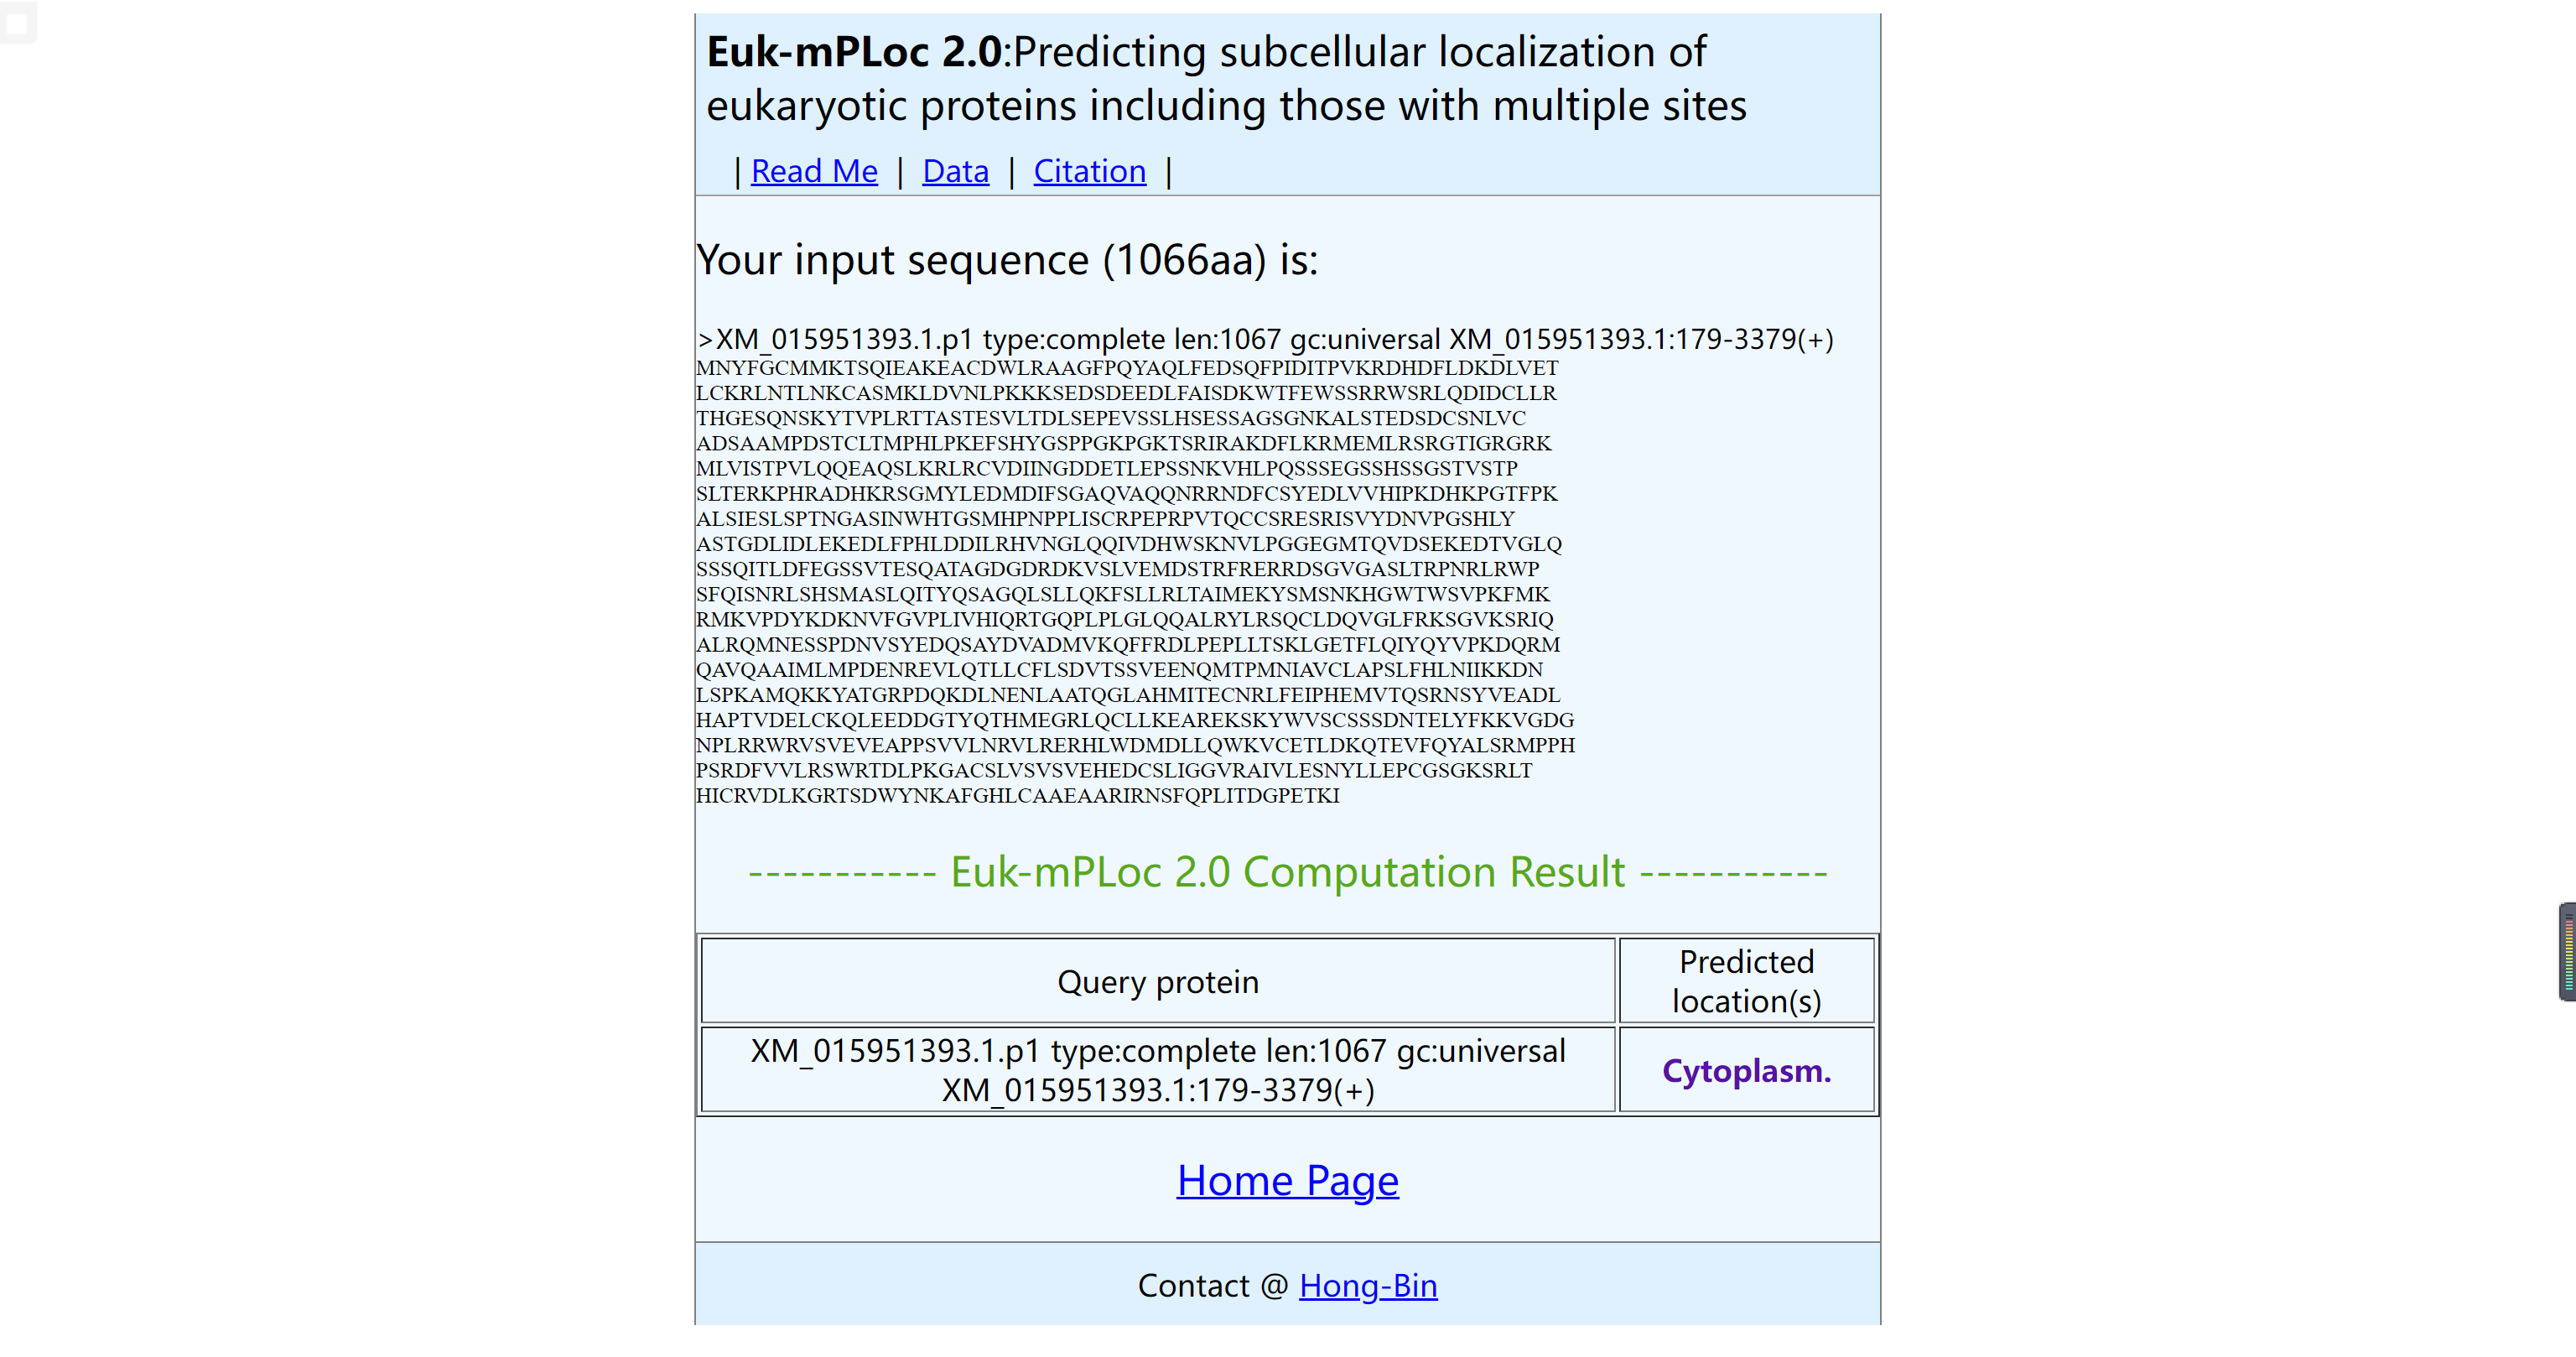 Euk-mPLoc 2.0:Predicting subcellular localization of
eukaryotic proteins including those with multiple sites
| Read Me | Data | Citation |
Your input sequence (1066aa) is:
>XM_015951393.1.p1 type:complete len:1067 gc:universal XM_015951393.1:179-3379(+)
MNYFGCMMKTSQIEAKEACDWLRAAGFPQYAQLFEDSQFPIDITPVKRDHDFLDKDLVET
LCKRLNTLNKCASMKLDVNLPKKKSEDSDEEDLFAISDKWTFEWSSRRWSRLQDIDCLLR
THGESQNSKYTVPLRTTASTESVLTDLSEPEVSSLHSESSAGSGNKALSTEDSDCSNLVC
ADSAAMPDSTCLTMPHLPKEFSHYGSPPGKPGKTSRIRAKDFLKRMEMLRSRGTIGRGRK
MLVISTPVLQQEAQSLKRLRCVDIINGDDETLEPSSNKVHLPQSSSEGSSHSSGSTVSTP
SLTERKPHRADHKRSGMYLEDMDIFSGAQVAQQNRRNDFCSYEDLVVHIPKDHKPGTFPK
ALSIESLSPTNGASINWHTGSMHPNPPLISCRPEPRPVTQCCSRESRISVYDNVPGSHLY
ASTGDLIDLEKEDLFPHLDDILRHVNGLQQIVDHWSKNVLPGGEGMTQVDSEKEDTVGLQ
SSSQITLDFEGSSVTESQATAGDGDRDKVSLVEMDSTRFRERRDSGVGASLTRPNRLRWP
SFQISNRLSHSMASLQITYQSAGQLSLLQKFSLLRLTAIMEKYSMSNKHGWTWSVPKFMK
RMKVPDYKDKNVFGVPLIVHIQRTGQPLPLGLQQALRYLRSQCLDQVGLFRKSGVKSRIQ
ALRQMNESSPDNVSYEDQSAYDVADMVKQFFRDLPEPLLTSKLGETFLQIYQYVPKDQRM
QAVQAAIMLMPDENREVLQTLLCFLSDVTSSVEENQMTPMNIAVCLAPSLFHLNIIKKDN
LSPKAMQKKYATGRPDQKDLNENLAATQGLAHMITECNRLFEIPHEMVTQSRNSYVEADL
HAPTVDELCKQLEEDDGTYQTHMEGRLQCLLKEAREKSKYWVSCSSSDNTELYFKKVGDG
NPLRRWRVSVEVEAPPSVVLNRVLRERHLWDMDLLQWKVCETLDKQTEVFQYALSRMPPH
PSRDFVVLRSWRTDLPKGACSLVSVSVEHEDCSLIGGVRAIVLESNYLLEPCGSGKSRLT
HICRVDLKGRTSDWYNKAFGHLCAAEAARIRNSFQPLITDGPETKI
----------- Euk-mPLoc 2.0 Computation Result -----------
Query protein
Predicted
location(s)
XM_015951393.1.p1 type:complete len:1067 gc:universal
XM_015951393.1:179-3379(+)
Cytoplasm.
Home Page
Contact @ Hong-Bin